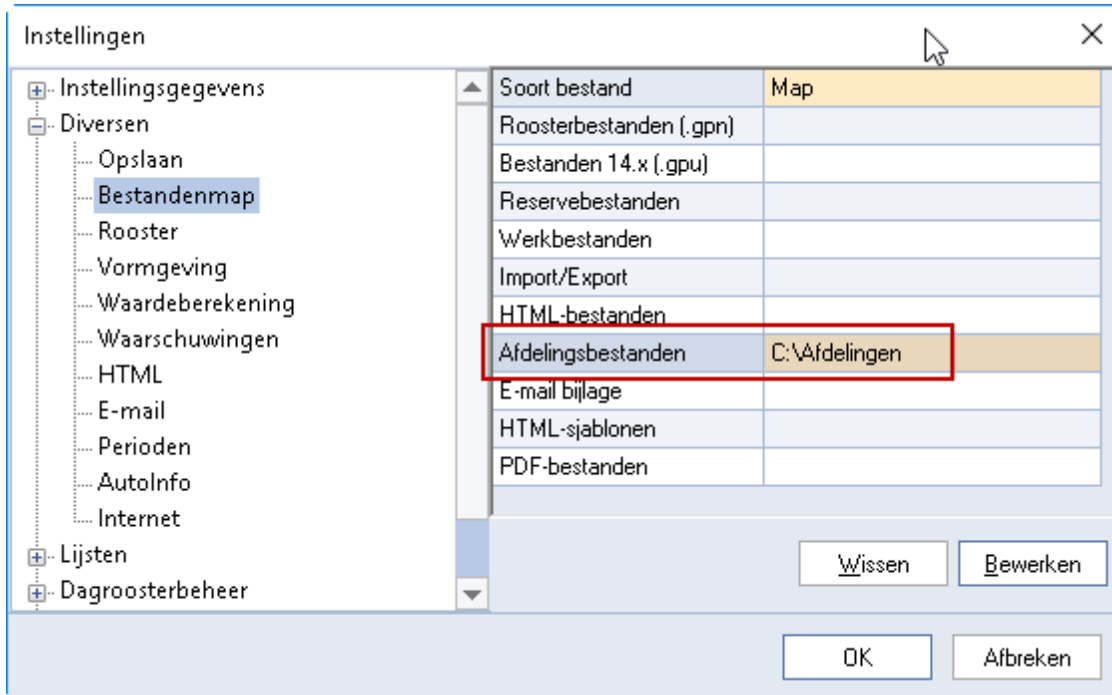 Instellingen
Instellingsgegevens
Diversen
Opslaan
Bestandenmap
Rooster
Vormgeving
Waardeberekening
Waarschuwingen
HTML
E-mail
Perioden
AutoInfo
Internet
Lijsten
Dagroosterbeheer
Soort bestand Map
Roosterbestanden (.gpn)
Bestanden 14.x (.gpu)
Reservebestanden
Werkbestanden
Import/Export
HTML-bestanden
Afdelingsbestanden C:\Afdelingen
E-mail bijlage
HTML-sjablonen
PDF-bestanden
Wissen Bewerken
OK Afbreken